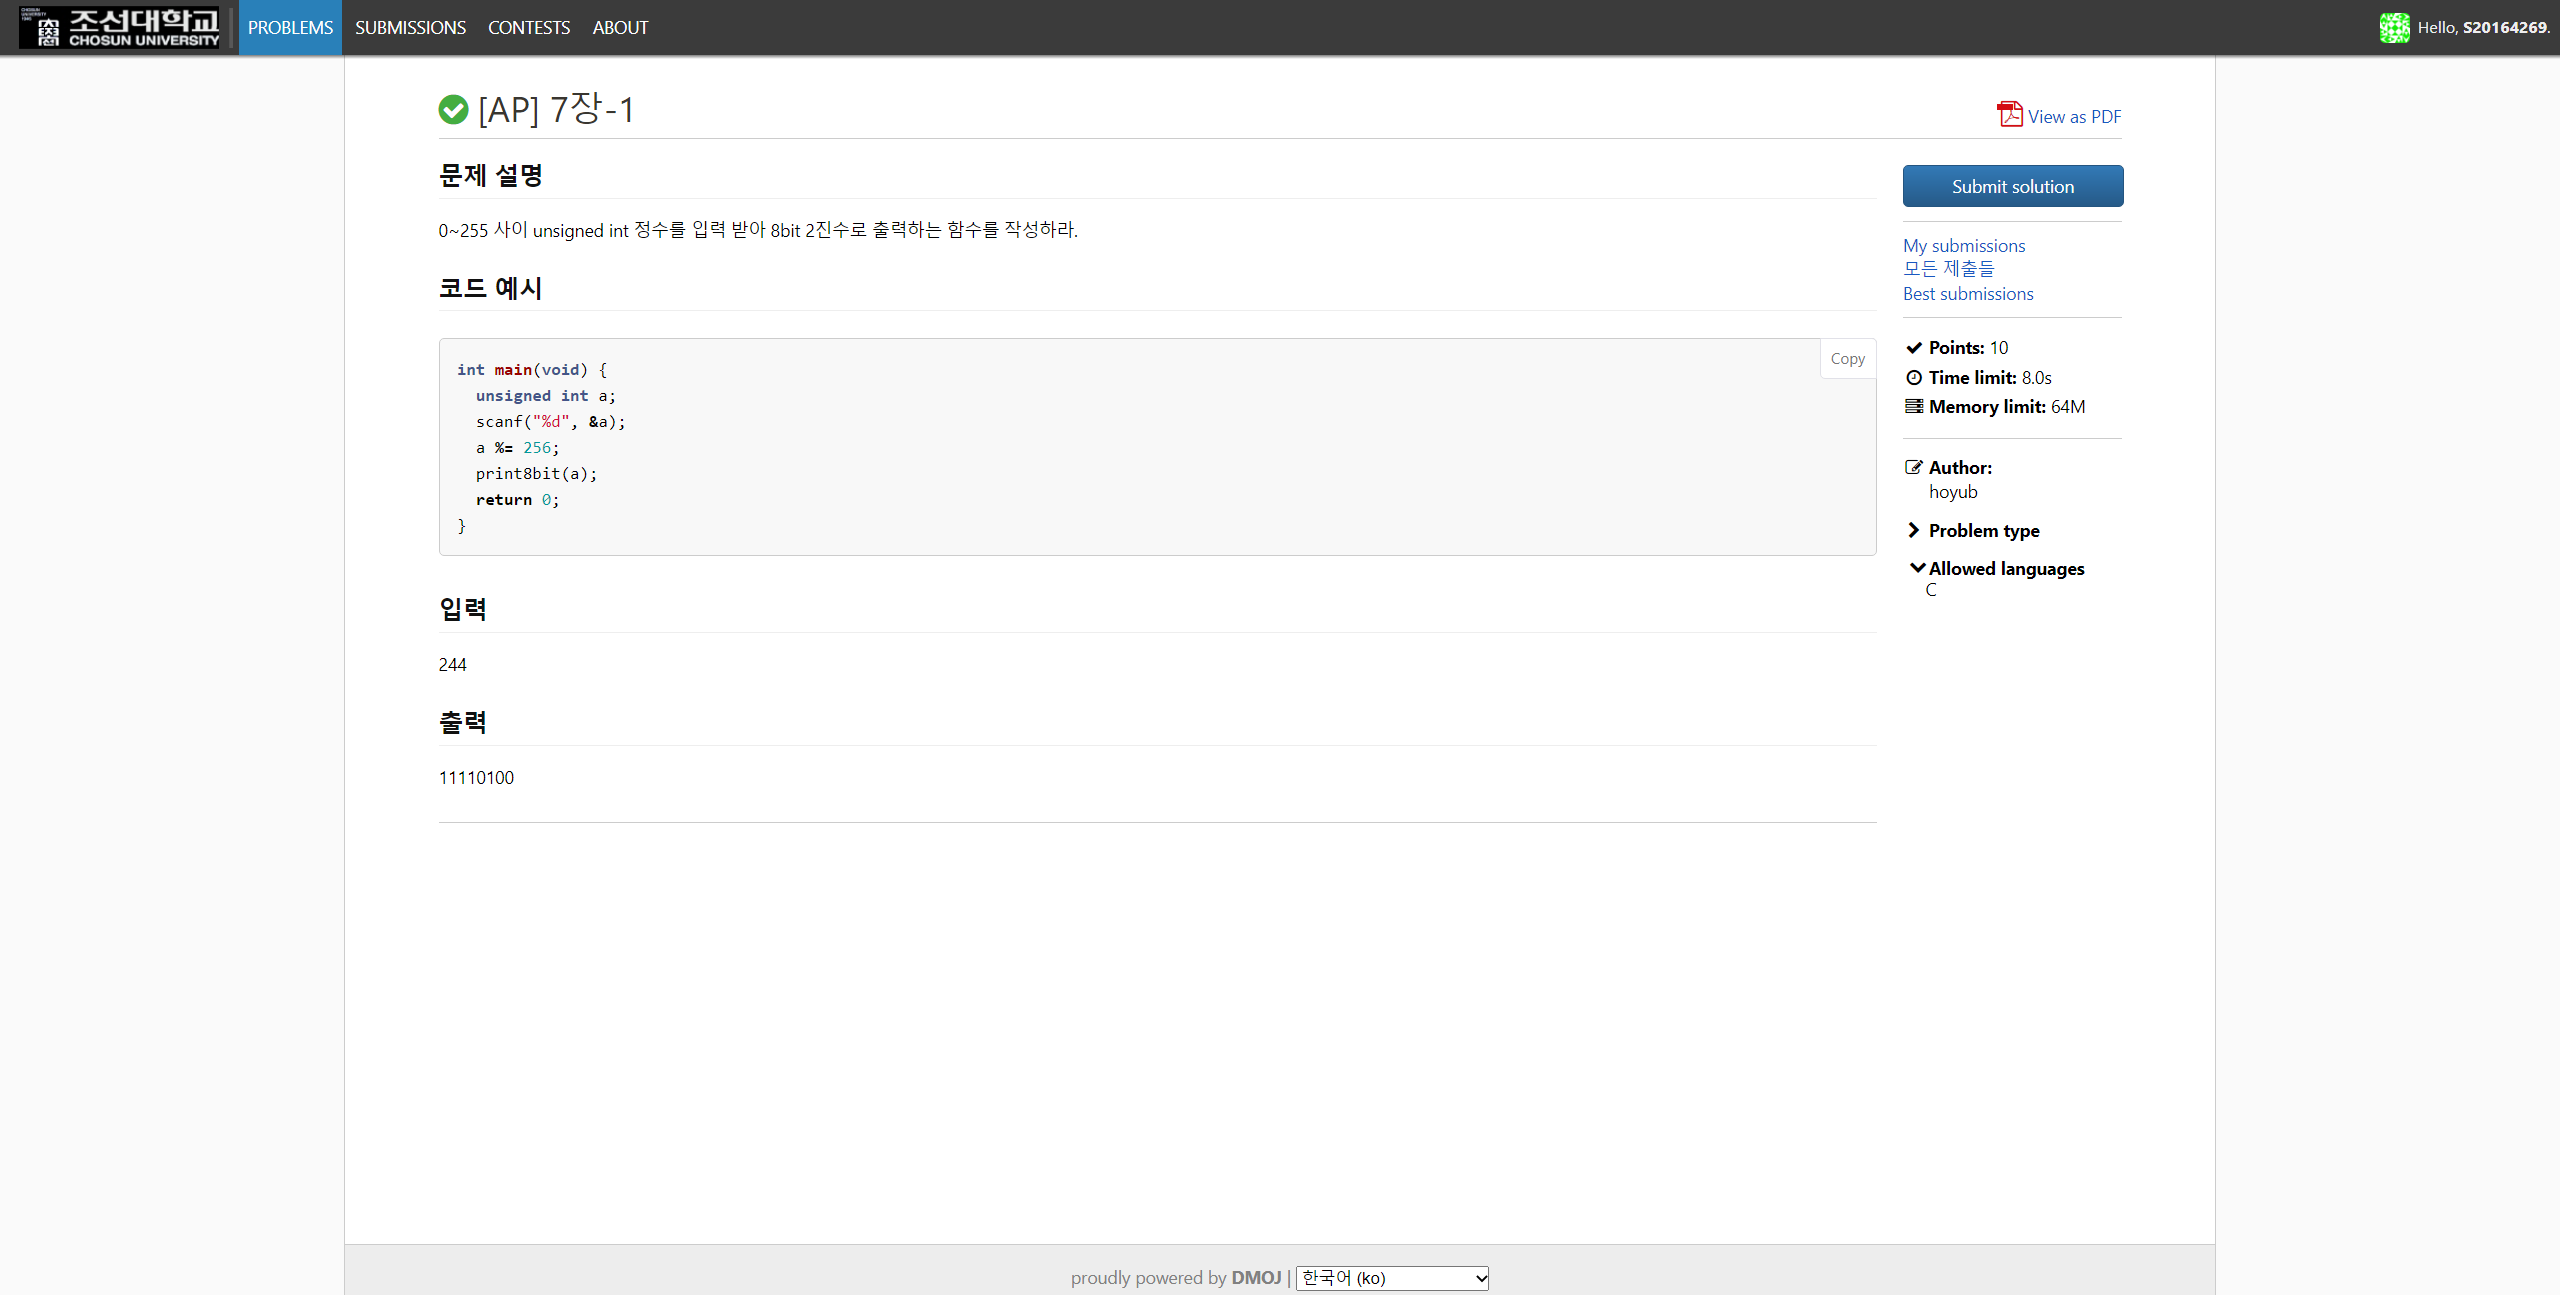 조선대학교
CHOSUN UNIVERSITY
PROBLEMS
SUBMISSIONS
CONTESTS
ABOUT
Hello, S20164269.
[AP] 7장-1
View as PDF
문제 설명
0~255 사이 unsigned int 정수를 입력 받아 8bit 2진수로 출력하는 함수를 작성하라.
코드 예시
Copy
int main(void) {
  unsigned int a;
  scanf("%d", &a);
  a %= 256;
  print8bit(a);
  return 0;
}
입력
244
출력
11110100
Submit solution
My submissions
모든 제출들
Best submissions
Points: 10
Time limit: 8.0s
Memory limit: 64M
Author:
hoyub
Problem type
Allowed languages
C
proudly powered by DMOJ | 한국어 (ko)